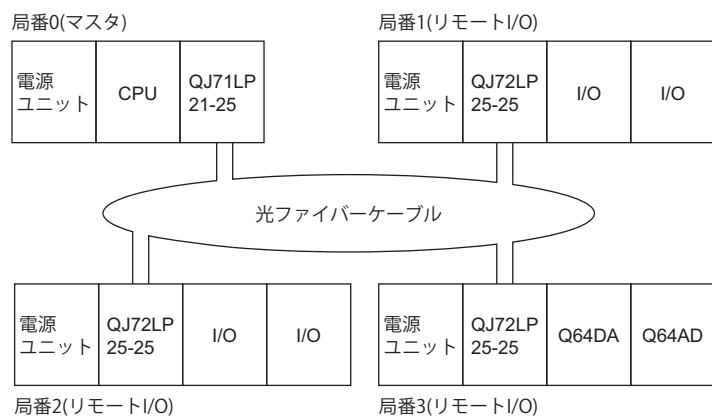 局番0(マスタ)
電源
ユニット
CPU
QJ71LP
21-25
局番1(リモートI/O)
電源
ユニット
QJ72LP
25-25
I/O
I/O
光ファイバーケーブル
電源
ユニット
QJ72LP
25-25
I/O
I/O
局番2(リモートI/O)
電源
ユニット
QJ72LP
25-25
Q64DA
Q64AD
局番3(リモートI/O)